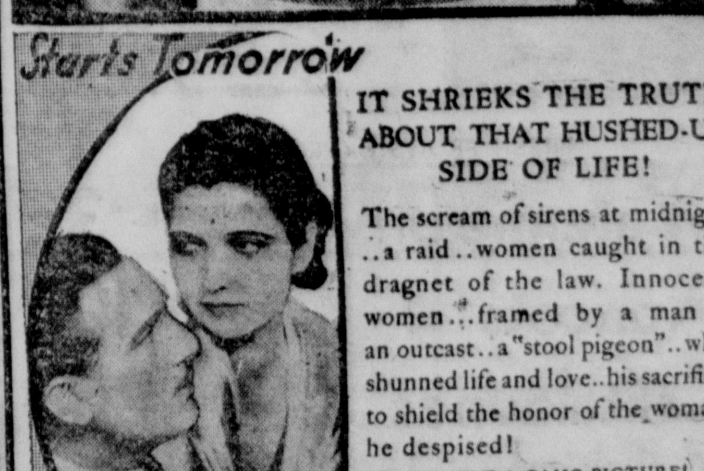 Starts Tomorrow
IT SHRIEKS THE TRUT
ABOUT THAT HUSHED-U
SIDE OF LIFE!
The scream of sirens at midnig
..a raid..women caught in t
dragnet of the law. Innoce
women...framed by a man
an outcast..a "stool pigeon"..wh
shunned life and love..his sacrifi
to shield the honor of the woma
he despised!